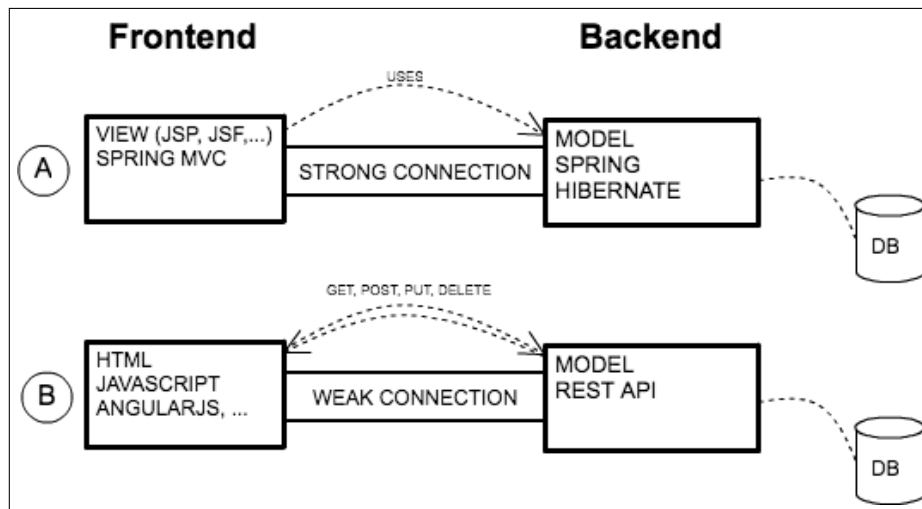 Frontend
Backend
USES
A
VIEW (JSP, JSF,...)
SPRING MVC
STRONG CONNECTION
MODEL
SPRING
HIBERNATE
DB
GET, POST, PUT, DELETE
B
HTML
JAVASCRIPT
ANGULARJS, ...
WEAK CONNECTION
MODEL
REST API
DB